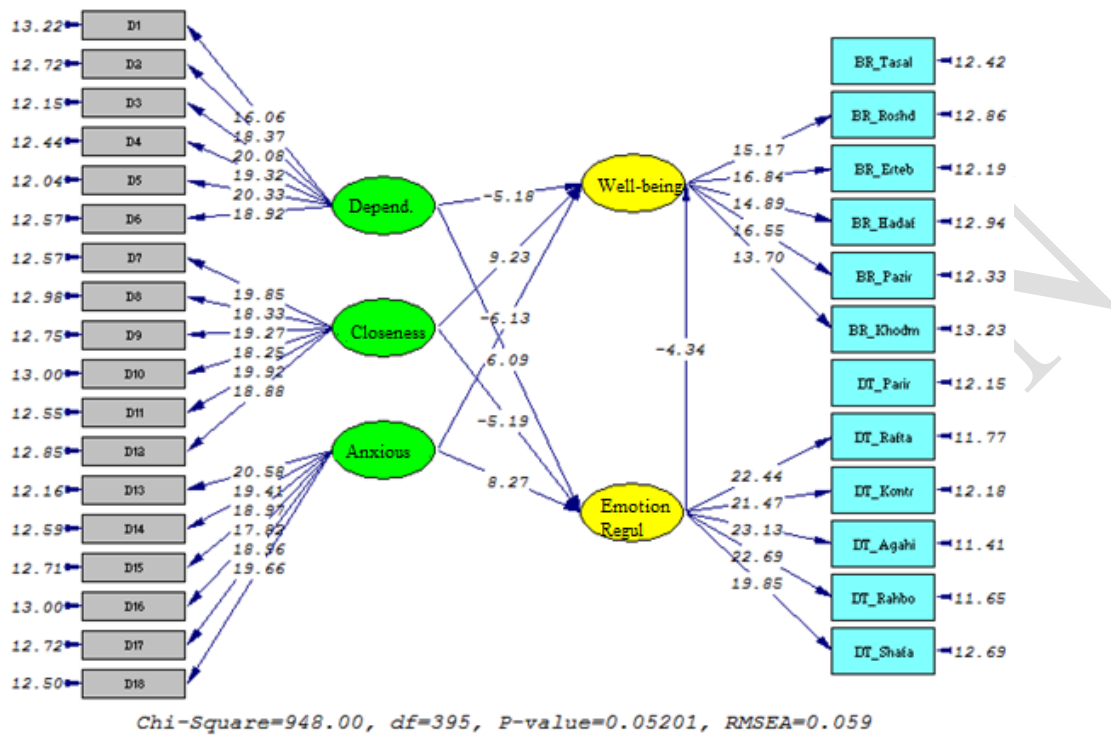 13.22 D1
12.72 D2
12.15 D3
12.44 D4
12.04 D5
12.57 D6
12.57 D7
12.98 D8
12.75 D9
13.00 D10
12.55 D11
12.85 D12
12.16 D13
12.59 D14
12.71 D15
13.00 D16
12.72 D17
12.50 D18
16.06
18.37
20.08
19.32
20.33
18.92
19.85
18.33
19.27
18.25
19.92
18.88
20.58
19.41
18.97
17.82
18.96
19.66
Depend.
Closeness
Anxious
-5.18
9.23
-6.13
6.09
-5.19
8.27
Well-being
-4.34
Emotion
Regul
15.17
16.84
14.89
16.55
13.70
22.44
21.47
23.13
22.69
19.85
BR_Tasal 12.42
BR_Roshd 12.86
BR_Erteb 12.19
BR_Hadaf 12.94
BR_Pazir 12.33
BR_Khodm 13.23
DT_Parir 12.15
DT_Rafta 11.77
DT_Kontr 12.18
DT_Agahi 11.41
DT_Rahbo 11.65
DT_Shafa 12.69
Chi-Square=948.00, df=395, P-value=0.05201, RMSEA=0.059